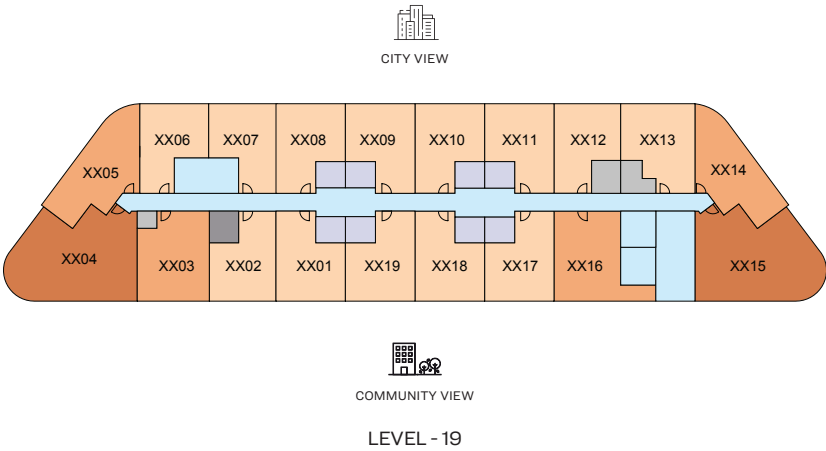 CITY VIEW
XX06 XX07 XX08 XX09 XX10 XX11 XX12 XX13
XX05 XX14
XX04 XX03 XX02 XX01 XX19 XX18 XX17 XX16 XX15
COMMUNITY VIEW
LEVEL - 19